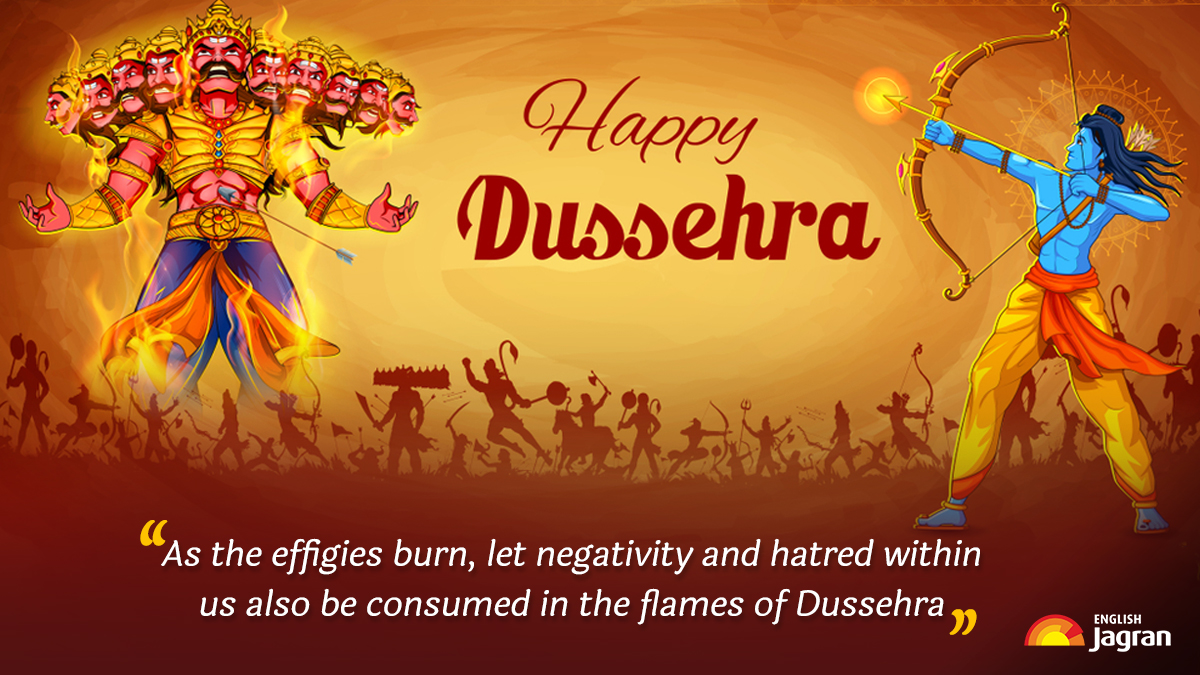 Happy
Dussehra
“As the effigies burn, let negativity and hatred within
us also be consumed in the flames of Dussehra”
ENGLISH
Jagran